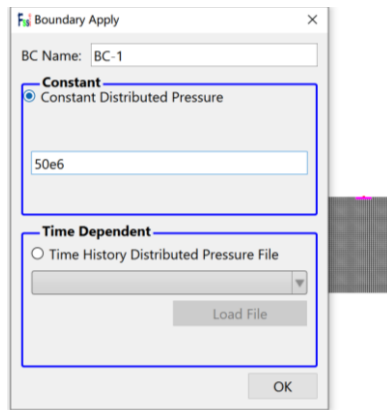 Boundary Apply
BC Name: BC-1
Constant
Constant Distributed Pressure
50e6
Time Dependent
Time History Distributed Pressure File
Load File
OK